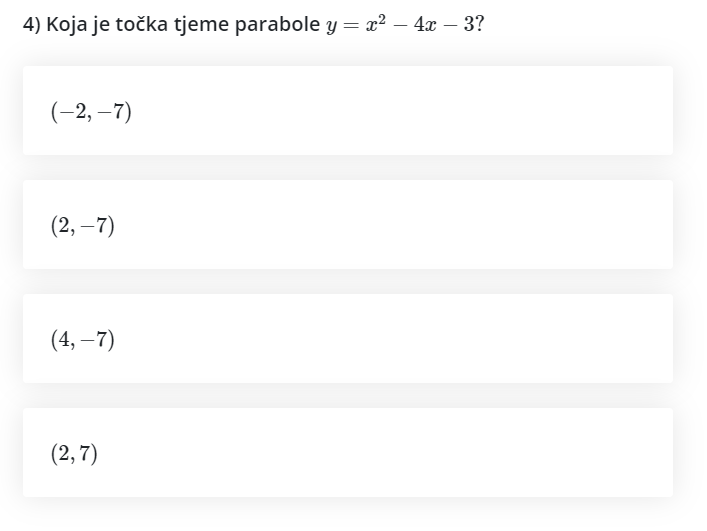 4) Koja je točka tjeme parabole y = x² − 4x − 3?
(−2, −7)
(2, −7)
(4, −7)
(2, 7)